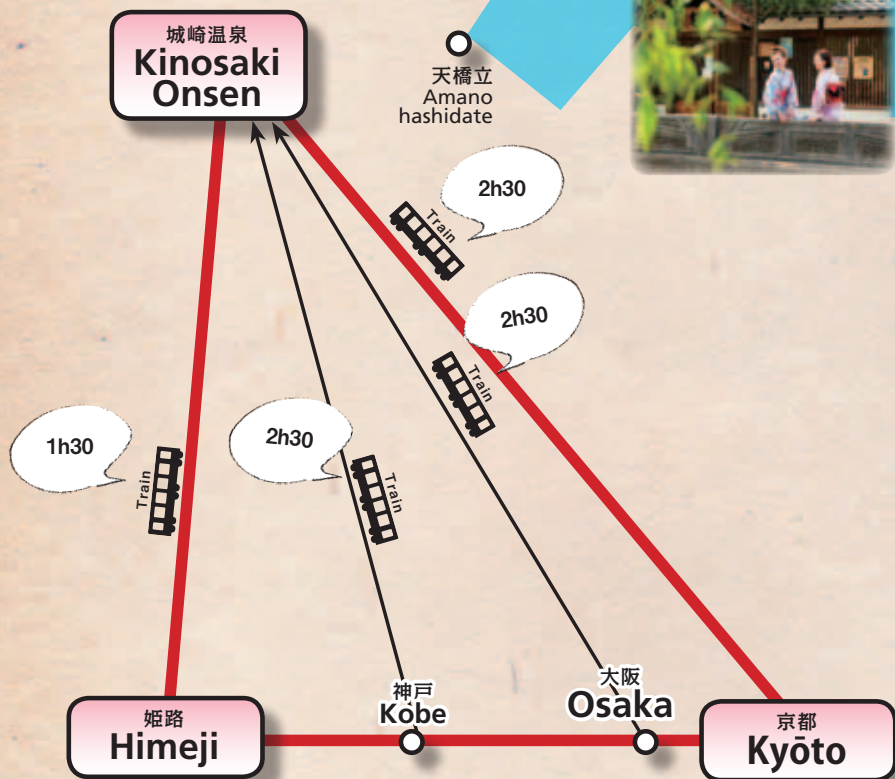 城崎温泉
Kinosaki
Onsen
天橋立
Amano
hashidate
2h30
Train
2h30
Train
1h30
Train
2h30
Train
神戸
Kobe
大阪
Osaka
姫路
Himeji
京都
Kyōto